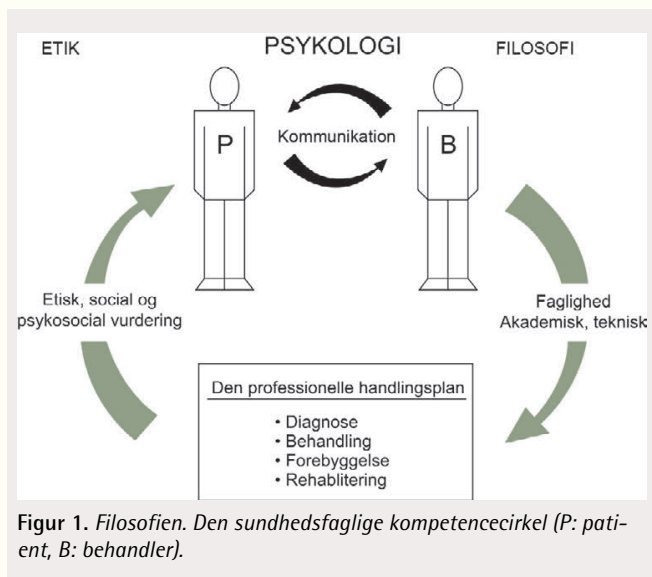 ETIK PSYKOLOGI FILOSOFI
P Kommunikation B
Etisk, social og
psykosocial vurdering
Faglighed
Akademisk, teknisk
Den professionelle handlingsplan
• Diagnose
• Behandling
• Forebyggelse
• Rehablitering
Figur 1. Filosofien. Den sundhedsfaglige kompetencecirkel (P: pati-
ent, B: behandler).